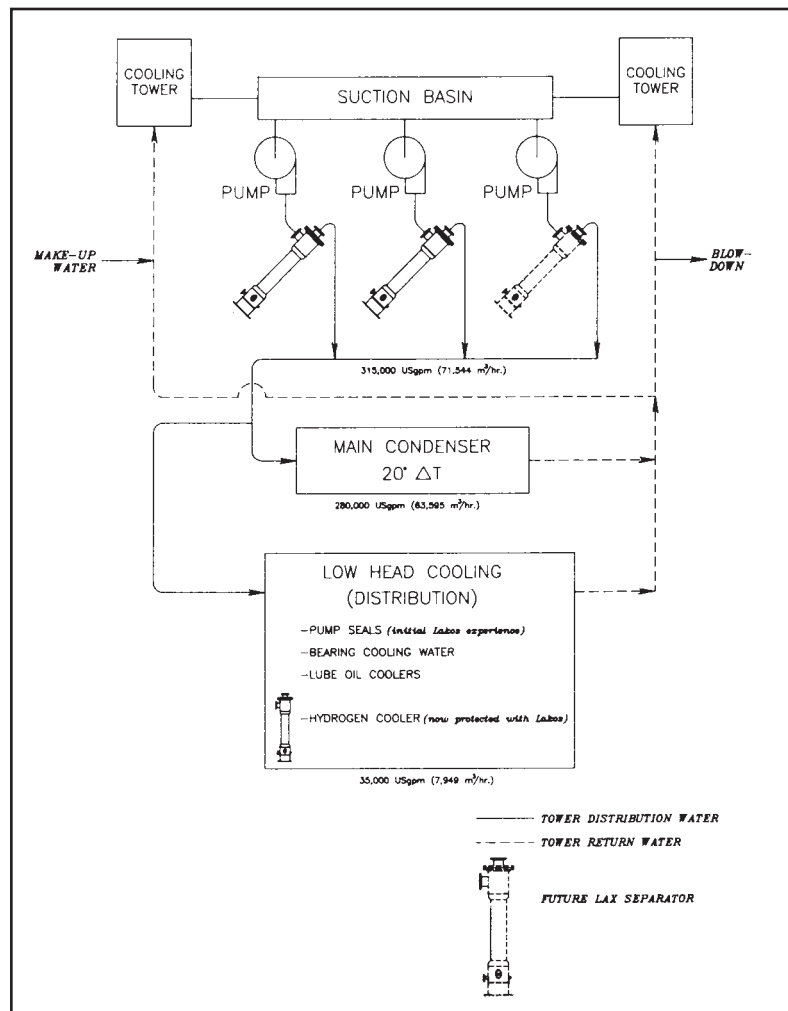 COOLING
TOWER
SUCTION BASIN
COOLING
TOWER
PUMP
PUMP
PUMP
MAKE-UP
WATER
BLOW-
DOWN
315,000 USgpm (71,544 m³/hr.)
MAIN CONDENSER
20° △T
280,000 USgpm (63,595 m³/hr.)
LOW HEAD COOLING
(DISTRIBUTION)
–PUMP SEALS (initial Lakos experience)
–BEARING COOLING WATER
–LUBE OIL COOLERS
–HYDROGEN COOLER (now protected with Lakos)
35,000 USgpm (7,949 m³/hr.)
TOWER DISTRIBUTION WATER
TOWER RETURN WATER
FUTURE LAX SEPARATOR